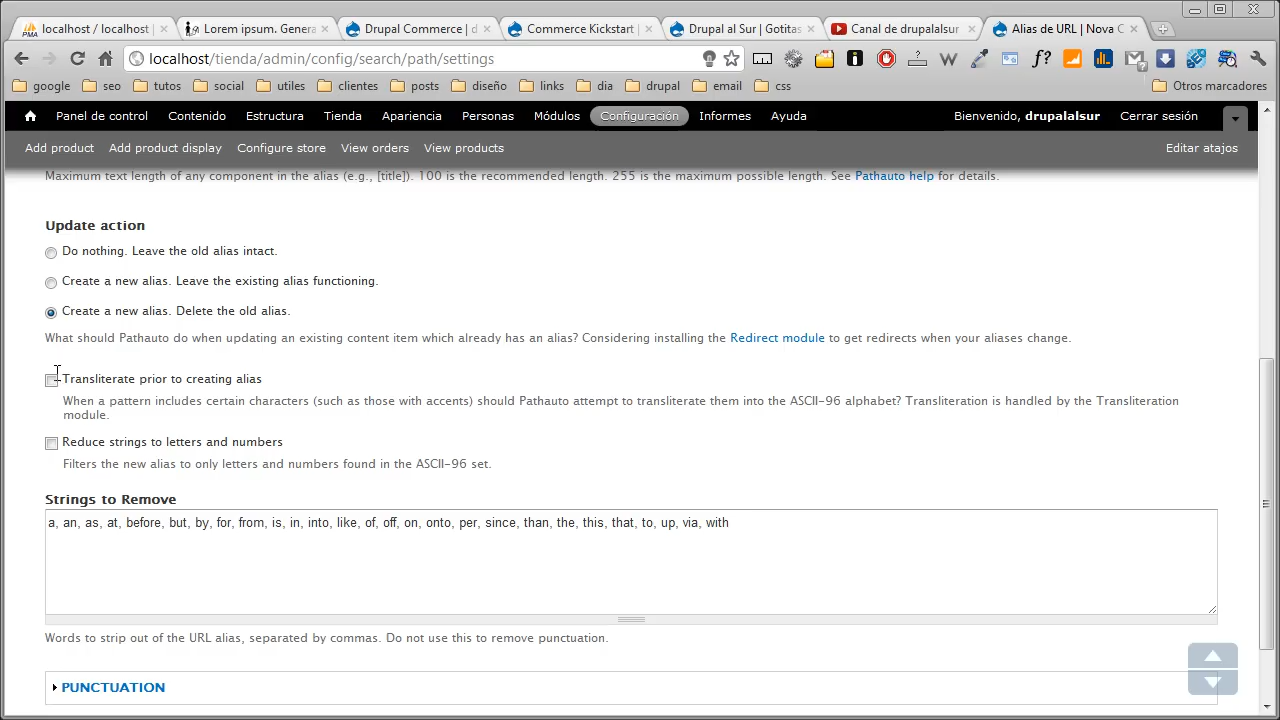 localhost / localhost |
Lorem ipsum. Genera
Drupal Commerce | d
Commerce Kickstart |
Drupal al Sur | Gotitas
Canal de drupalalsur
Alias de URL | Nova C
localhost/tienda/admin/config/search/path/settings
google
seo
tutos
social
utiles
clientes
posts
diseño
links
dia
drupal
email
css
Otros marcadores
Panel de control
Contenido
Estructura
Tienda
Apariencia
Personas
Módulos
Configuración
Informes
Ayuda
Bienvenido, drupalalsur
Cerrar sesión
Add product
Add product display
Configure store
View orders
View products
Editar atajos
Maximum text length of any component in the alias (e.g., [title]). 100 is the recommended length. 255 is the maximum possible length. See Pathauto help for details.
Update action
Do nothing. Leave the old alias intact.
Create a new alias. Leave the existing alias functioning.
Create a new alias. Delete the old alias.
What should Pathauto do when updating an existing content item which already has an alias? Considering installing the Redirect module to get redirects when your aliases change.
Transliterate prior to creating alias
When a pattern includes certain characters (such as those with accents) should Pathauto attempt to transliterate them into the ASCII-96 alphabet? Transliteration is handled by the Transliteration
module.
Reduce strings to letters and numbers
Filters the new alias to only letters and numbers found in the ASCII-96 set.
Strings to Remove
a, an, as, at, before, but, by, for, from, is, in, into, like, of, off, on, onto, per, since, than, the, this, that, to, up, via, with
Words to strip out of the URL alias, separated by commas. Do not use this to remove punctuation.
PUNCTUATION